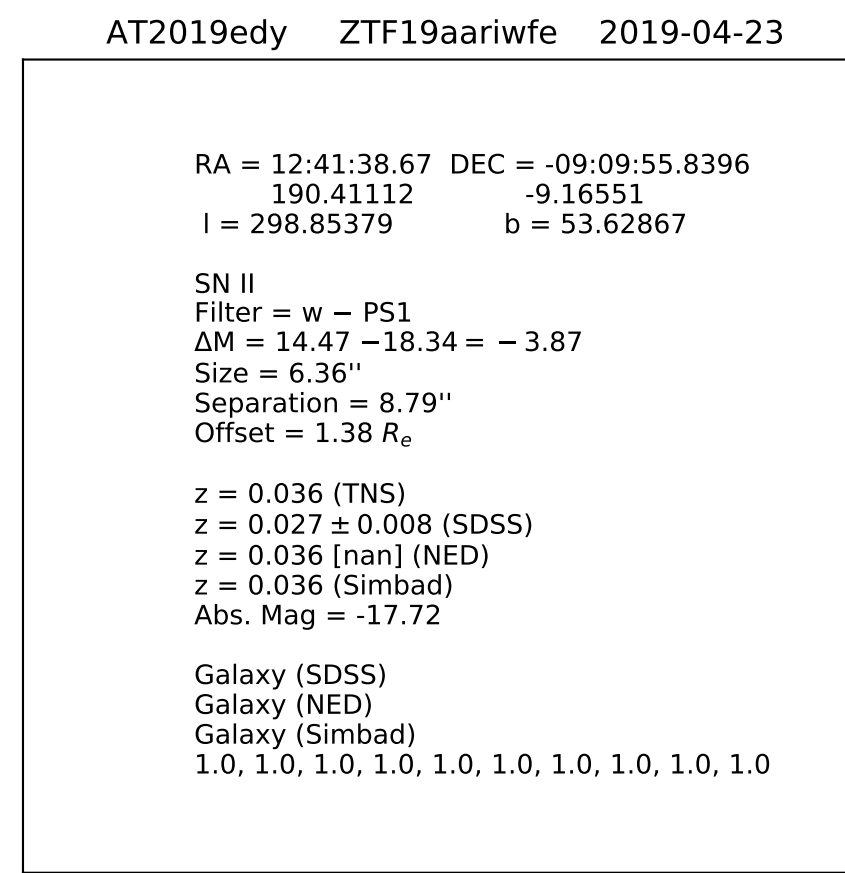 AT2019edy ZTF19aariwfe 2019-04-23
RA = 12:41:38.67 DEC = -09:09:55.8396
190.41112 -9.16551
l = 298.85379 b = 53.62867
SN II
Filter = w − PS1
ΔM = 14.47 −18.34 = − 3.87
Size = 6.36''
Separation = 8.79''
Offset = 1.38 Re
z = 0.036 (TNS)
z = 0.027 ± 0.008 (SDSS)
z = 0.036 [nan] (NED)
z = 0.036 (Simbad)
Abs. Mag = -17.72
Galaxy (SDSS)
Galaxy (NED)
Galaxy (Simbad)
1.0, 1.0, 1.0, 1.0, 1.0, 1.0, 1.0, 1.0, 1.0, 1.0